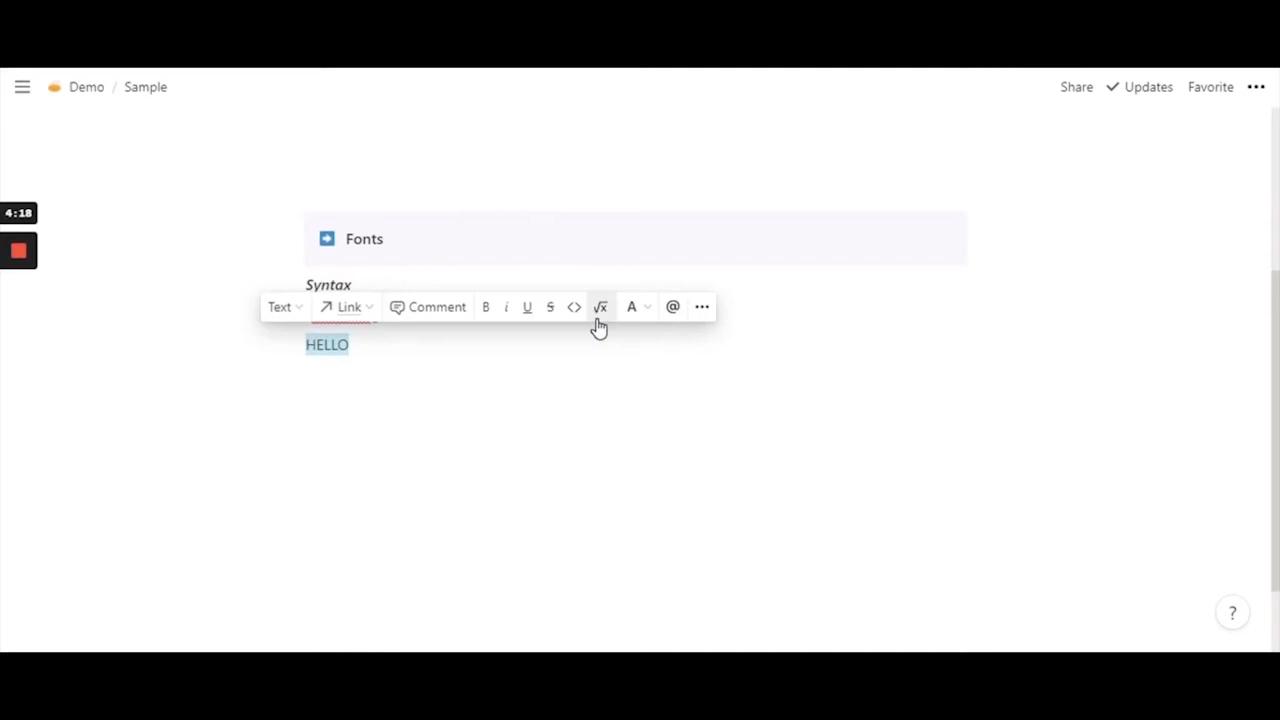 Demo / Sample
Share ✓ Updates Favorite •••
4:18
Fonts
Syntax
Text Link Comment B i U S <> √x A @ •••
HELLO
?